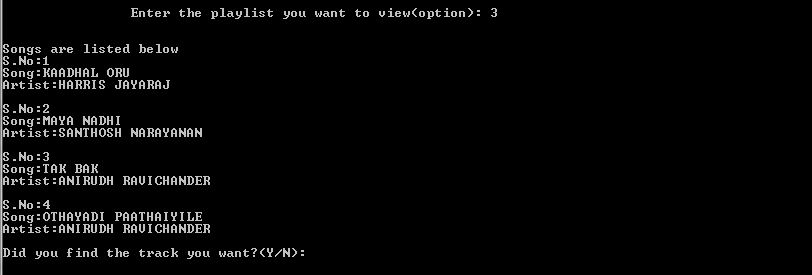 Enter the playlist you want to view(option): 3
Songs are listed below
S.No:1
Song:KAADHAL ORU
Artist:HARRIS JAYARAJ
S.No:2
Song:MAYA NADHI
Artist:SANTHOSH NARAYANAN
S.No:3
Song:TAK BAK
Artist:ANIRUDH RAVICHANDER
S.No:4
Song:OTHAYADI PAATHAIYILE
Artist:ANIRUDH RAVICHANDER
Did you find the track you want?(Y/N):